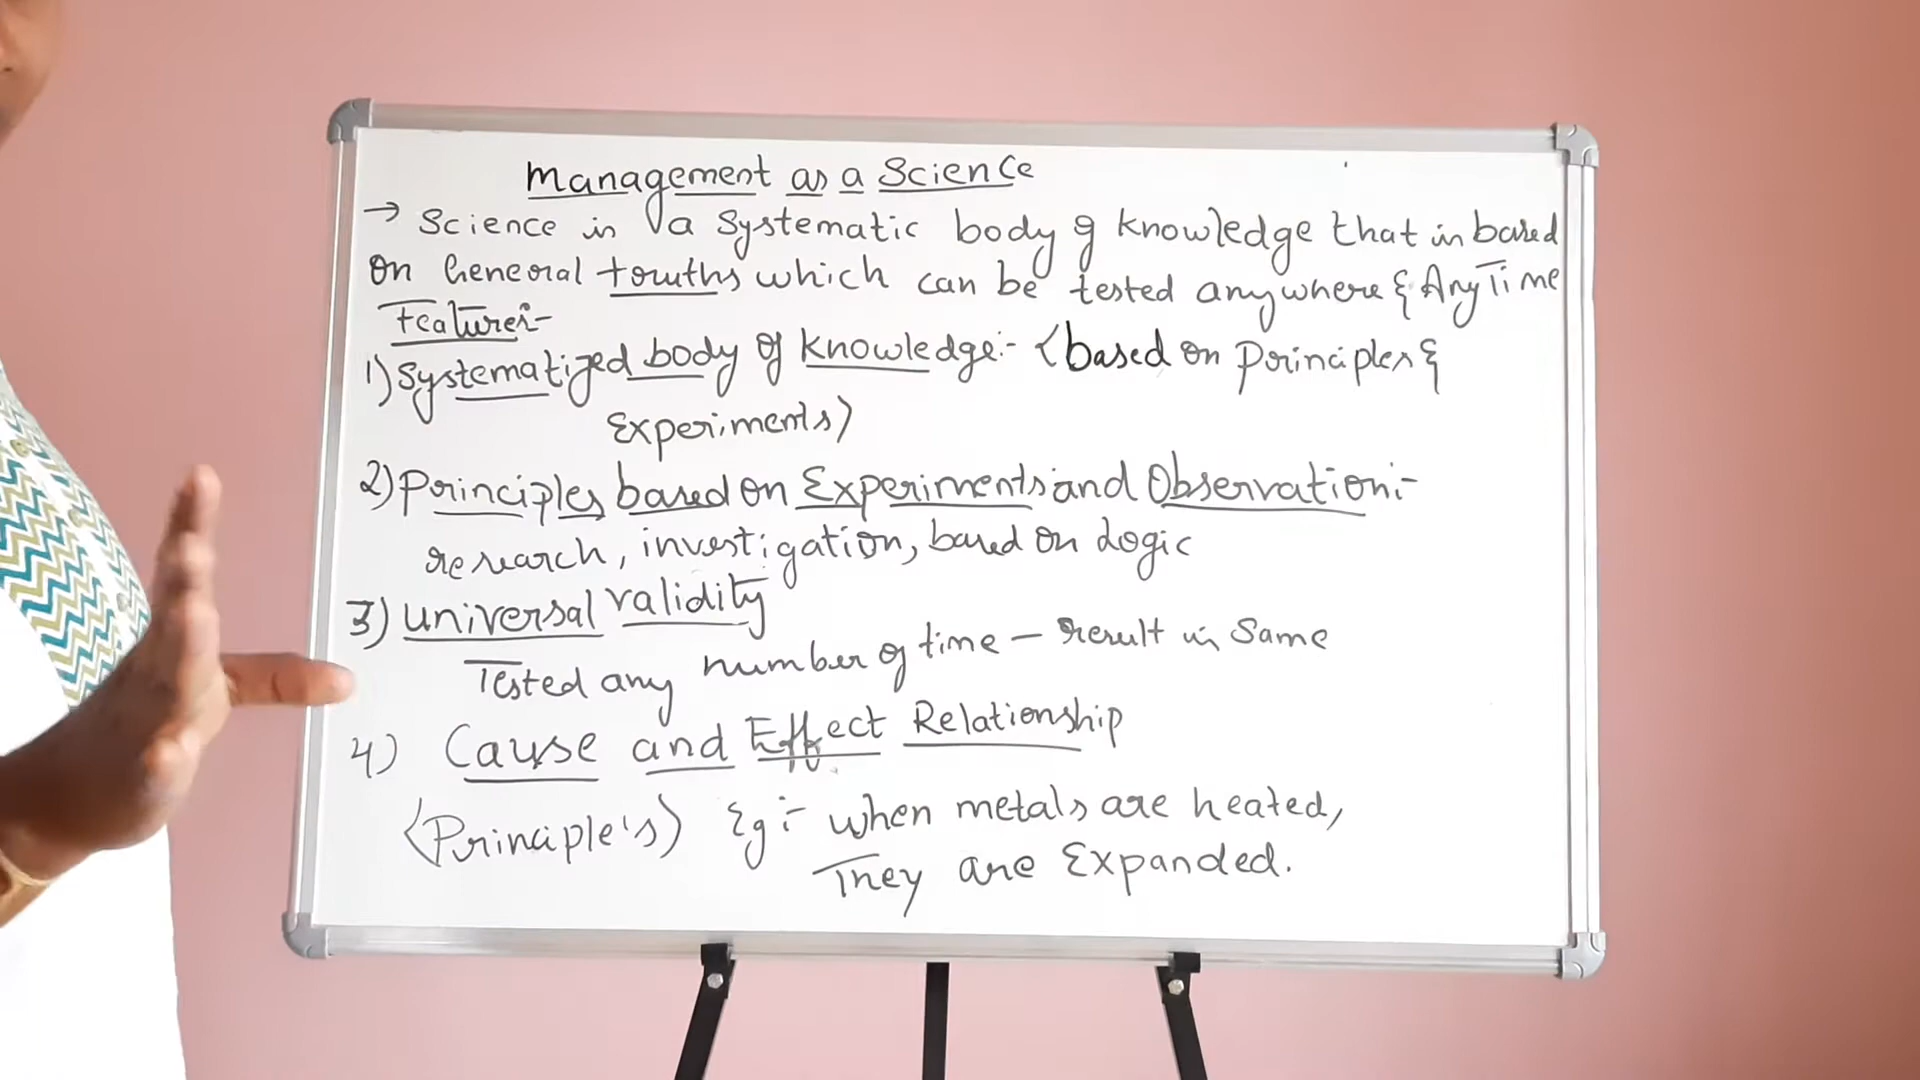 Management as a Science
→ Science is a Systematic body of knowledge that is based
on General truths which can be tested anywhere & AnyTime
Features:-
1) Systematized body of knowledge:- (based on Principles &
Experiments)
2) Principles based on Experiments and Observation:-
research, investigation, based on Logic
3) Universal validity
Tested any number of time - result is Same
4) Cause and Effect Relationship
(Principle's) Eg:- when metals are heated,
They are Expanded.